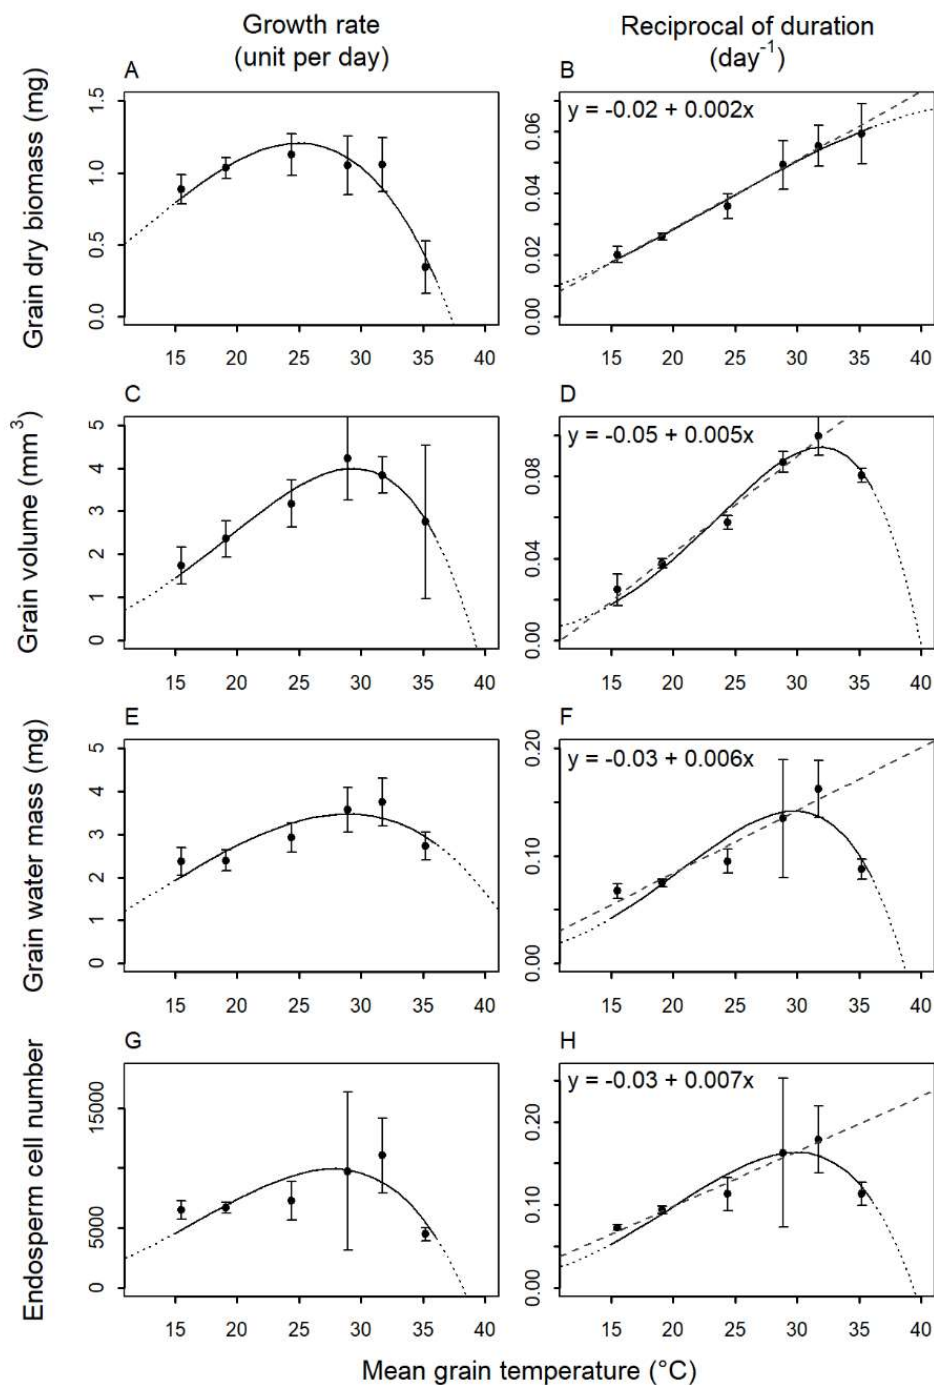 Growth rate
(unit per day)
Reciprocal of duration
(day-1)
A
Grain dry biomass (mg)
1.5
1.0
0.5
0.0
15 20 25 30 35 40
B
y = -0.02 + 0.002x
0.06
0.04
0.02
0.00
15 20 25 30 35 40
C
Grain volume (mm3)
5
4
3
2
1
0
15 20 25 30 35 40
D
y = -0.05 + 0.005x
0.08
0.04
0.00
15 20 25 30 35 40
E
Grain water mass (mg)
5
4
3
2
1
0
15 20 25 30 35 40
F
y = -0.03 + 0.006x
0.20
0.10
0.00
15 20 25 30 35 40
G
Endosperm cell number
15000
5000
0
15 20 25 30 35 40
H
y = -0.03 + 0.007x
0.20
0.10
0.00
15 20 25 30 35 40
Mean grain temperature (°C)